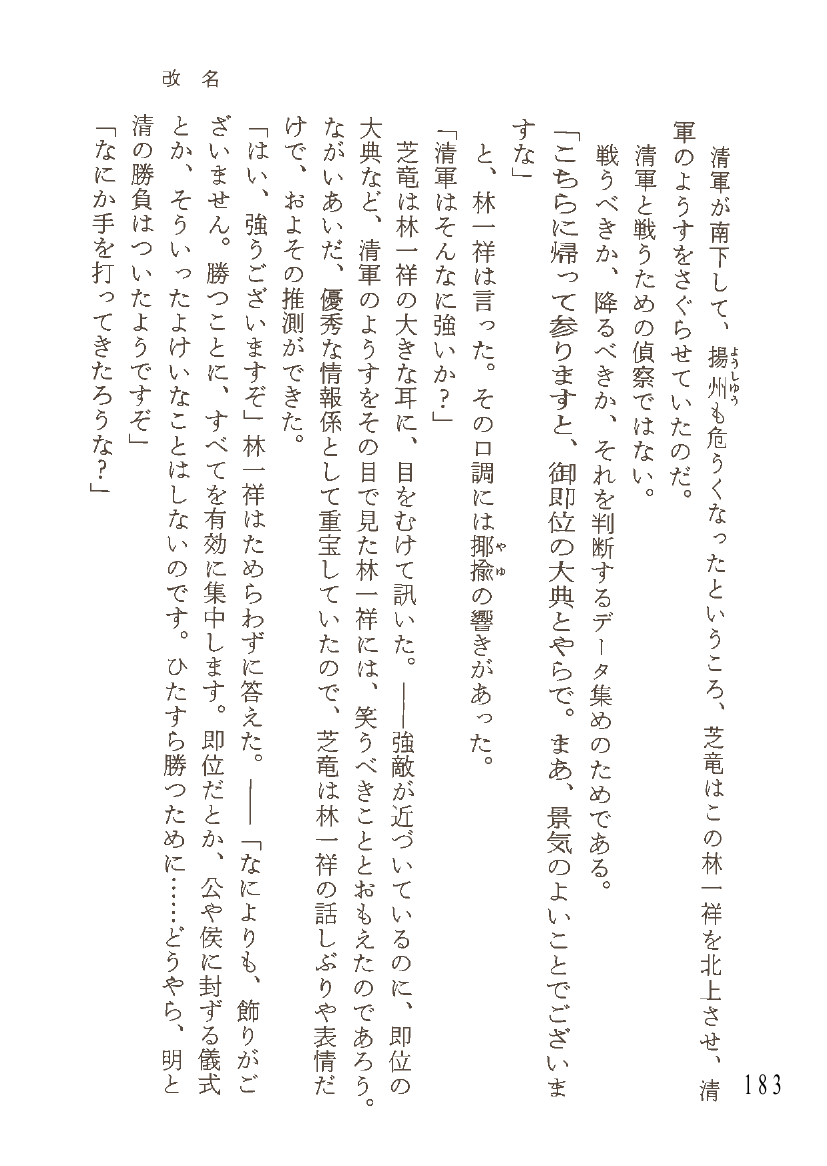 改名
183
清軍が南下して、揚州も危うくなったというころ、芝竜はこの林一祥を北上させ、清
軍のようすをさぐらせていたのだ。
清軍と戦うための偵察ではない。
戦うべきか、降るべきか、それを判断するデータ集めのためである。
「こちらに帰って参りますと、御即位の大典とやらで。まあ、景気のよいことでございま
すな」
と、林一祥は言った。その口調には揶揄の響きがあった。
「清軍はそんなに強いか？」
芝竜は林一祥の大きな耳に、目をむけて訊いた。――強敵が近づいているのに、即位の
大典など、清軍のようすをその目で見た林一祥には、笑うべきこととおもえたのであろう。
ながいあいだ、優秀な情報係として重宝していたので、芝竜は林一祥の話しぶりや表情だ
けで、およその推測ができた。
「はい、強うございますぞ」林一祥はためらわずに答えた。――「なによりも、飾りがご
ざいません。勝つことに、すべてを有効に集中します。即位だとか、公や侯に封ずる儀式
とか、そういったよけいなことはしないのです。ひたすら勝つために……どうやら、明と
清の勝負はついたようですぞ」
「なにか手を打ってきたろうな？」